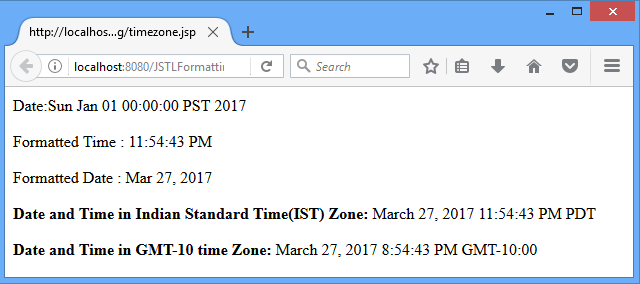 http://localhos...g/timezone.jsp
localhost:8080/JSTLFormattin
Search
Date:Sun Jan 01 00:00:00 PST 2017
Formatted Time : 11:54:43 PM
Formatted Date : Mar 27, 2017
Date and Time in Indian Standard Time(IST) Zone: March 27, 2017 11:54:43 PM PDT
Date and Time in GMT-10 time Zone: March 27, 2017 8:54:43 PM GMT-10:00